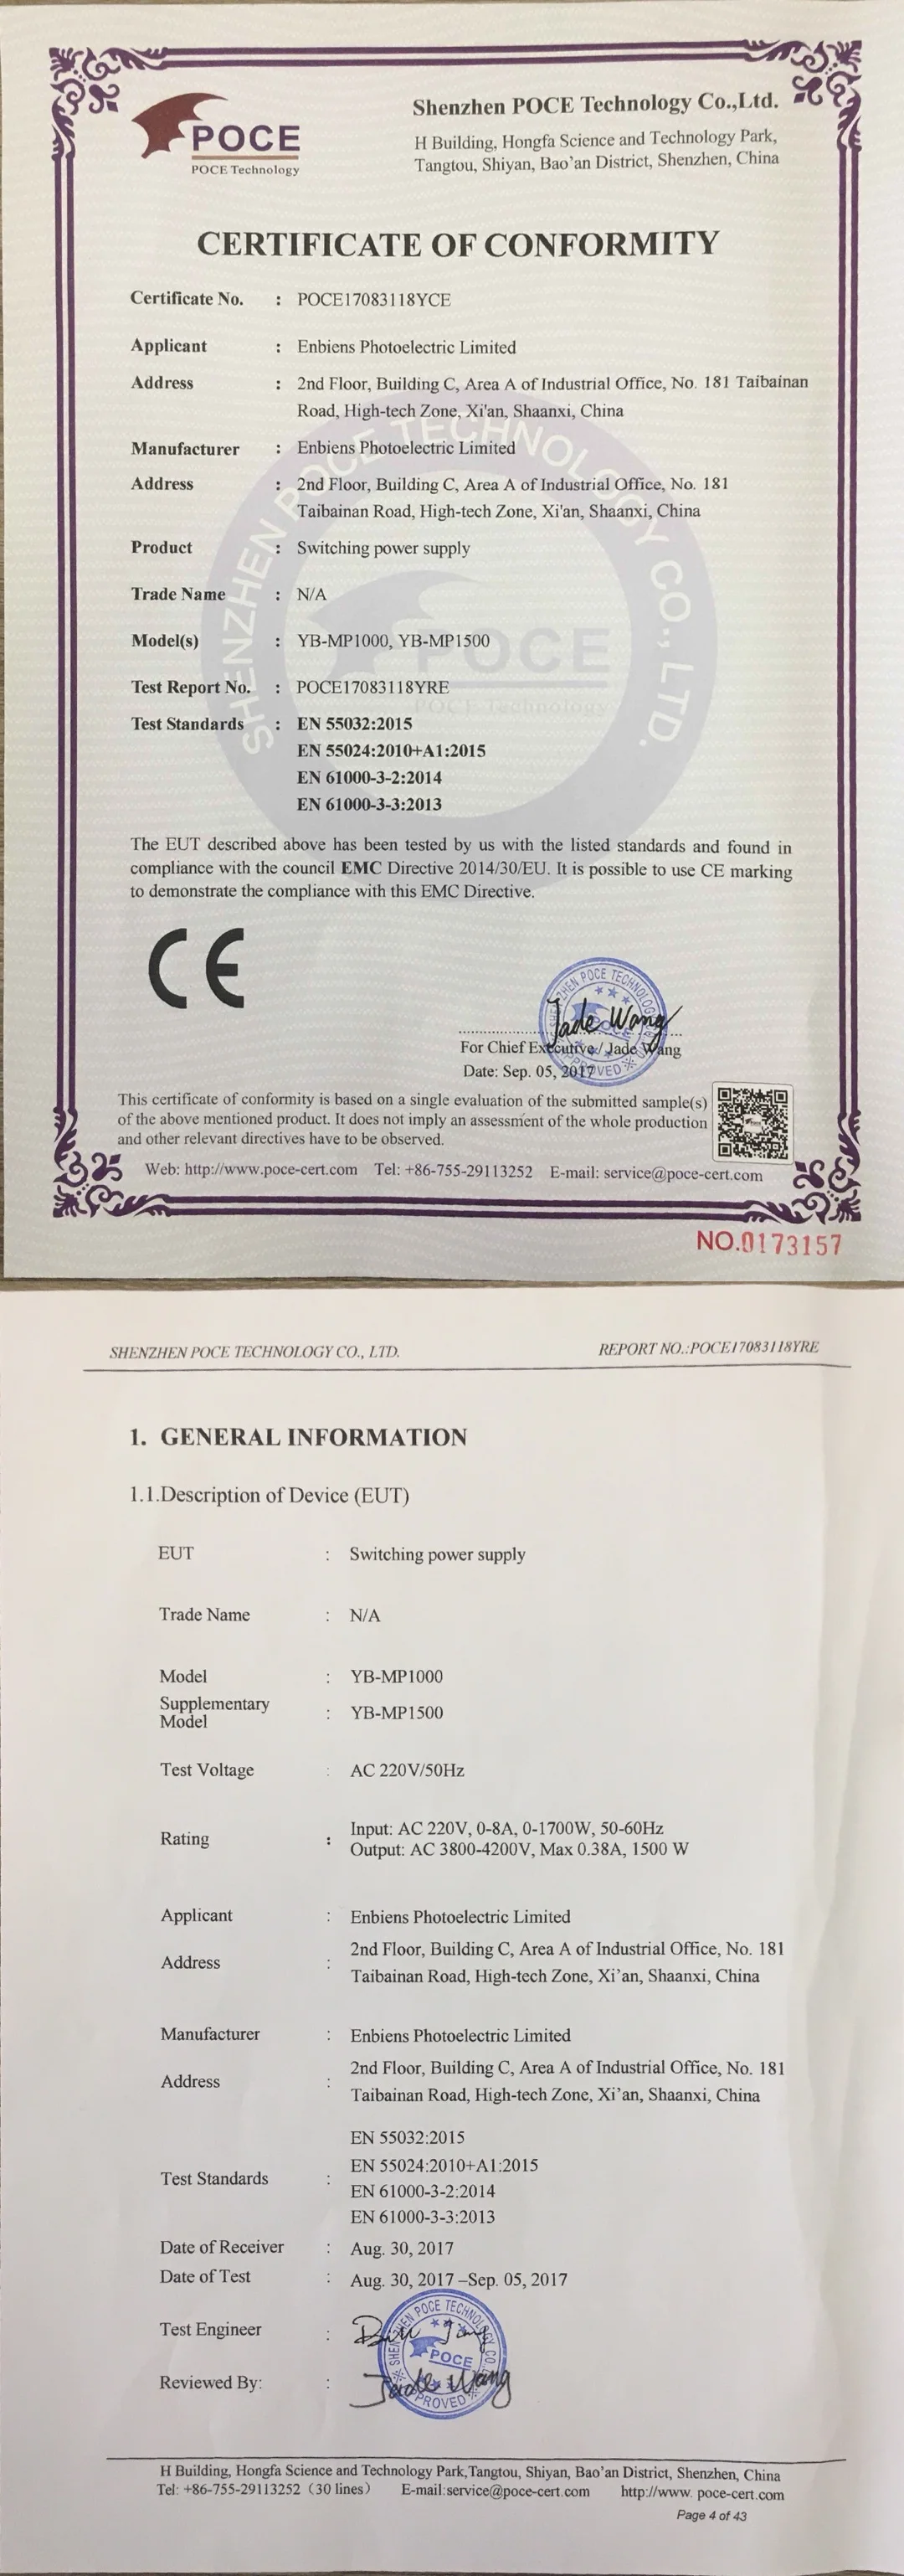 POCE
POCE Technology
Shenzhen POCE Technology Co.,Ltd.
H Building, Hongfa Science and Technology Park,
Tangtou, Shiyan, Bao'an District, Shenzhen, China
CERTIFICATE OF CONFORMITY
Certificate No. : POCE17083118YCE
Applicant : Enbiens Photoelectric Limited
Address : 2nd Floor, Building C, Area A of Industrial Office, No. 181 Taibainan
Road, High-tech Zone, Xi'an, Shaanxi, China
Manufacturer : Enbiens Photoelectric Limited
Address : 2nd Floor, Building C, Area A of Industrial Office, No. 181
Taibainan Road, High-tech Zone, Xi'an, Shaanxi, China
Product : Switching power supply
Trade Name : N/A
Model(s) : YB-MP1000, YB-MP1500
Test Report No. : POCE17083118YRE
Test Standards : EN 55032:2015
EN 55024:2010+A1:2015
EN 61000-3-2:2014
EN 61000-3-3:2013
SHENZHEN POCE TECHNOLOGY CO., LTD.
POCE
POCE Technology
The EUT described above has been tested by us with the listed standards and found in
compliance with the council EMC Directive 2014/30/EU. It is possible to use CE marking
to demonstrate the compliance with this EMC Directive.
CE
Jade Wang
For Chief Executive / Jade Wang
Date: Sep. 05, 2017
This certificate of conformity is based on a single evaluation of the submitted sample(s)
of the above mentioned product. It does not imply an assessment of the whole production
and other relevant directives have to be observed.
Web: http://www.poce-cert.com Tel: +86-755-29113252 E-mail: service@poce-cert.com
NO.0173157
SHENZHEN POCE TECHNOLOGY CO., LTD. REPORT NO.:POCE17083118YRE
1. GENERAL INFORMATION
1.1.Description of Device (EUT)
EUT : Switching power supply
Trade Name : N/A
Model : YB-MP1000
Supplementary
Model : YB-MP1500
Test Voltage : AC 220V/50Hz
Rating : Input: AC 220V, 0-8A, 0-1700W, 50-60Hz
Output: AC 3800-4200V, Max 0.38A, 1500 W
Applicant : Enbiens Photoelectric Limited
Address : 2nd Floor, Building C, Area A of Industrial Office, No. 181
Taibainan Road, High-tech Zone, Xi'an, Shaanxi, China
Manufacturer : Enbiens Photoelectric Limited
Address : 2nd Floor, Building C, Area A of Industrial Office, No. 181
Taibainan Road, High-tech Zone, Xi'an, Shaanxi, China
Test Standards : EN 55032:2015
EN 55024:2010+A1:2015
EN 61000-3-2:2014
EN 61000-3-3:2013
Date of Receiver : Aug. 30, 2017
Date of Test : Aug. 30, 2017 –Sep. 05, 2017
Test Engineer :
POCE
Reviewed By: : Jade Wang
H Building, Hongfa Science and Technology Park,Tangtou, Shiyan, Bao'an District, Shenzhen, China
Tel: +86-755-29113252（30 lines） E-mail:service@poce-cert.com http://www. poce-cert.com
Page 4 of 43